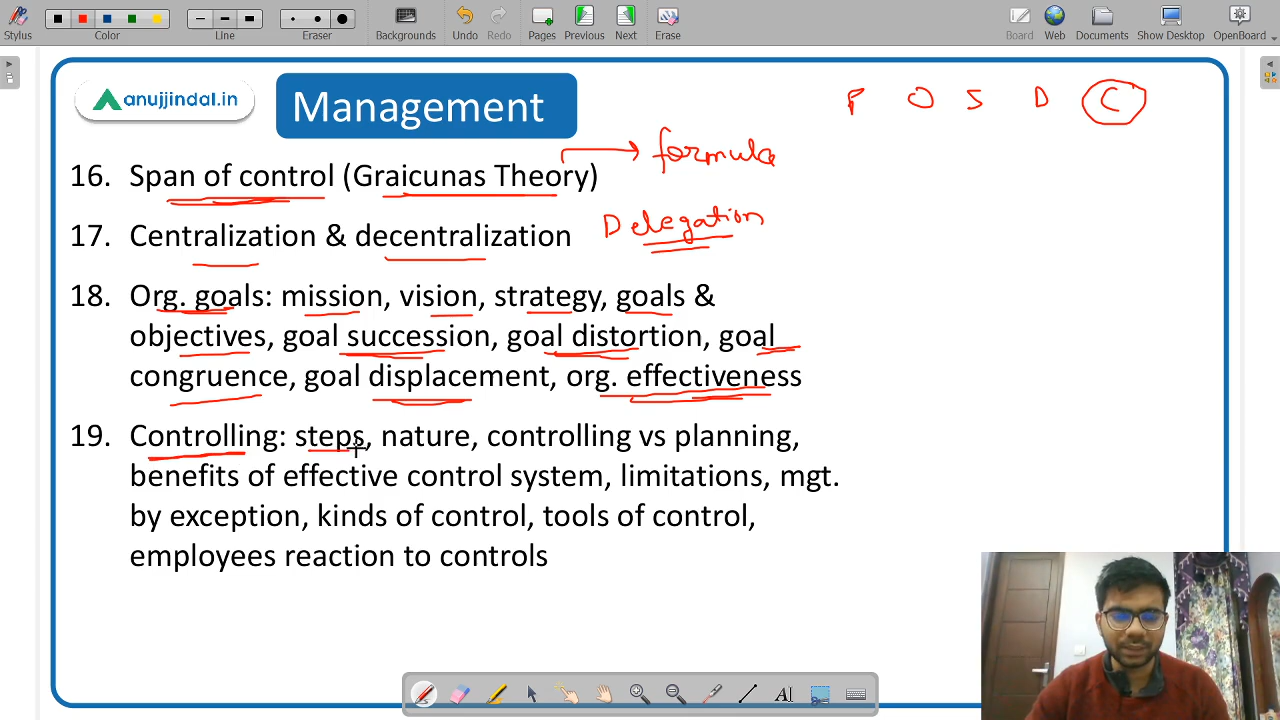 Stylus
Color
Line
Eraser
Backgrounds
Undo
Redo
Pages
Previous
Next
Erase
Board
Web
Documents
Show Desktop
OpenBoard
anujjindal.in
Management
P O S D C
16. Span of control (Graicunas Theory)
formula
17. Centralization & decentralization
Delegation
18. Org. goals: mission, vision, strategy, goals &
objectives, goal succession, goal distortion, goal
congruence, goal displacement, org. effectiveness
19. Controlling: steps, nature, controlling vs planning,
benefits of effective control system, limitations, mgt.
by exception, kinds of control, tools of control,
employees reaction to controls